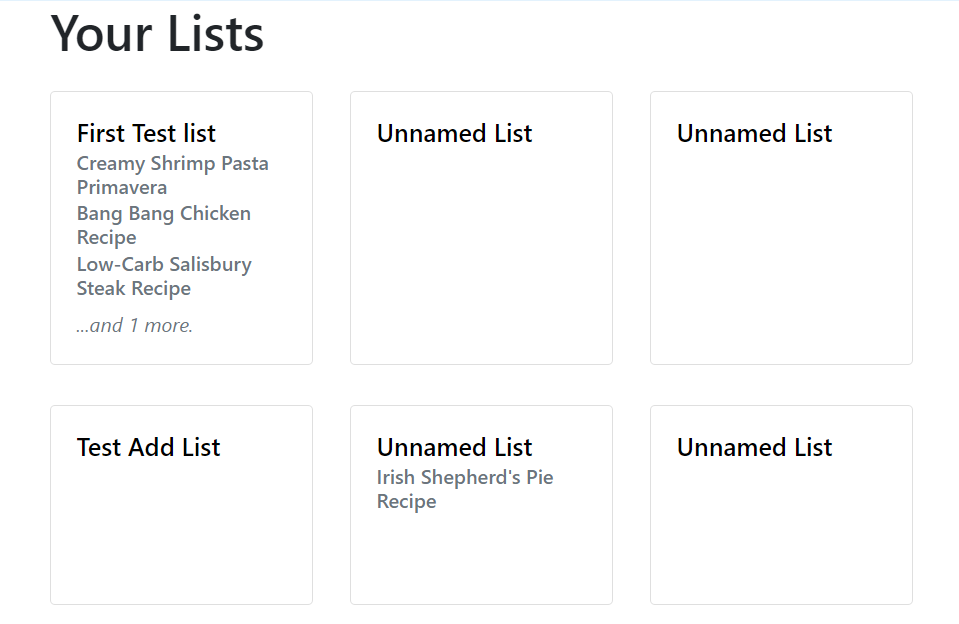 Your Lists
First Test list
Creamy Shrimp Pasta
Primavera
Bang Bang Chicken
Recipe
Low-Carb Salisbury
Steak Recipe
...and 1 more.
Unnamed List
Unnamed List
Test Add List
Unnamed List
Irish Shepherd's Pie
Recipe
Unnamed List